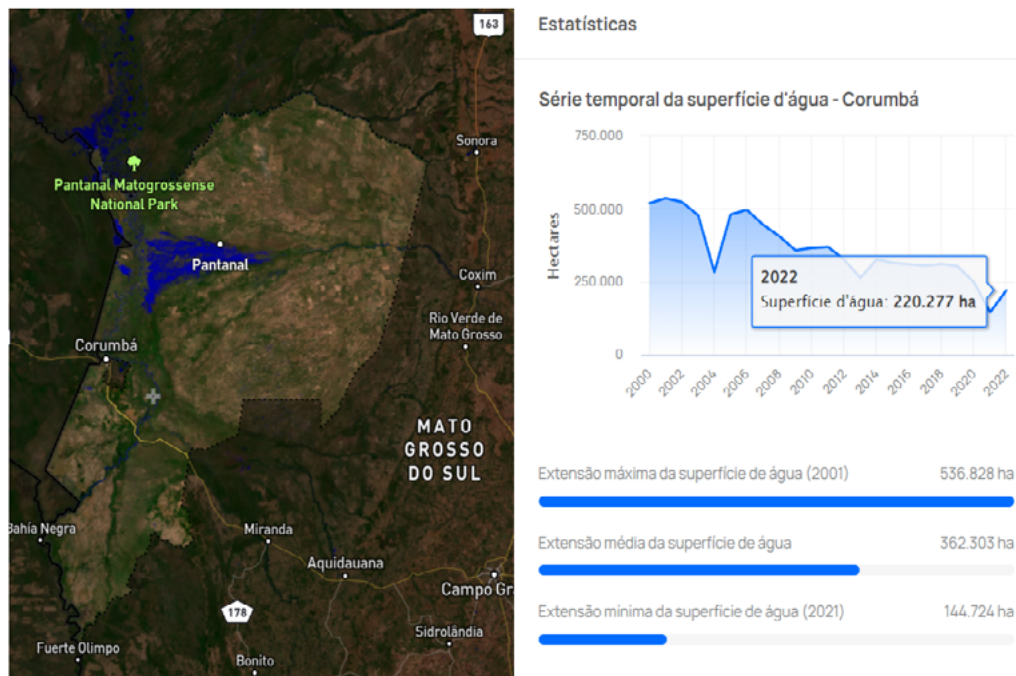 163
Sonora
Pantanal Matogrossense
National Park
Pantanal
Coxim
Rio Verde de
Mato Grosso
Corumbá
MATO
GROSSO
DO SUL
Bahía Negra
Miranda
Aquidauana
Campo Gr
178
Sidrolândia
Fuerte Olimpo
Bonito
Estatísticas
Série temporal da superfície d'água - Corumbá
750.000
500.000
250.000
0
Hectares
2022
Superfície d'água: 220.277 ha
2000
2002
2004
2006
2008
2010
2012
2014
2016
2018
2020
2022
Extensão máxima da superfície de água (2001) 536.828 ha
Extensão média da superfície de água 362.303 ha
Extensão mínima da superfície de água (2021) 144.724 ha